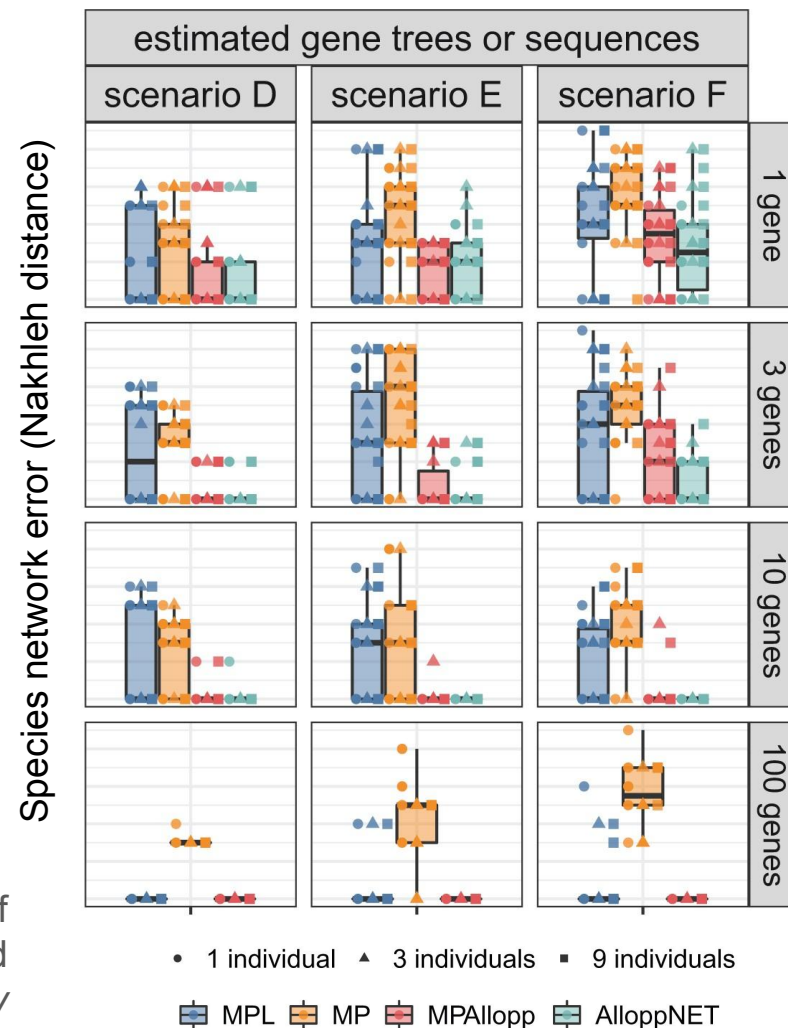 estimated gene trees or sequences
scenario D scenario E scenario F
Species network error (Nakhleh distance)
1 gene
3 genes
10 genes
100 genes
f
d
y
1 individual 3 individuals 9 individuals
MPL MP MPAllopp AlloppNET